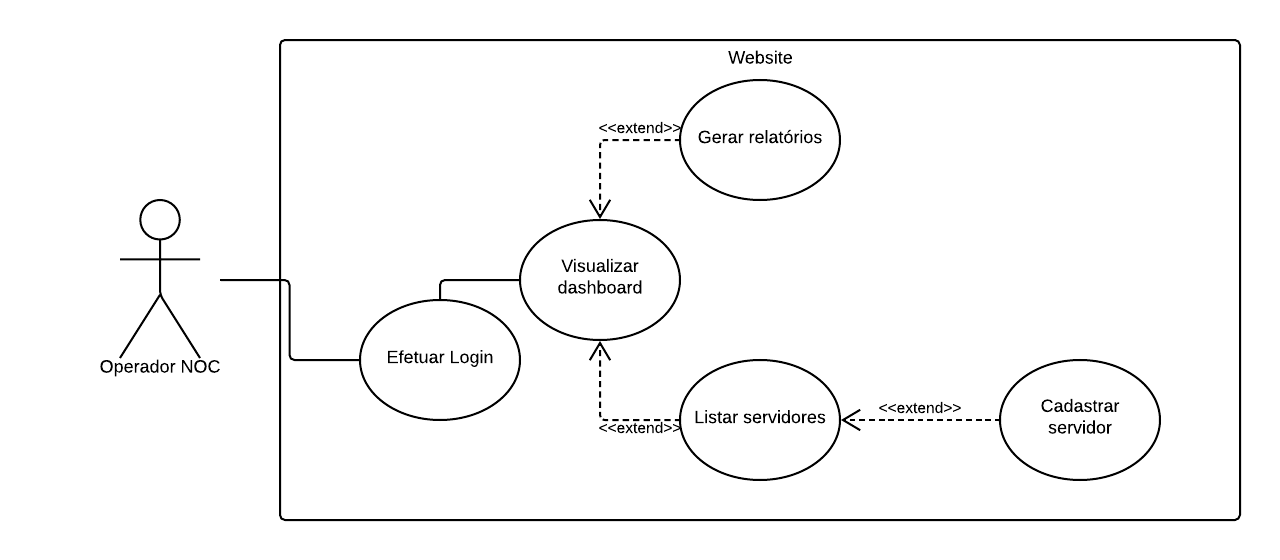 Website
<<extend>>
Gerar relatórios
Visualizar
dashboard
Efetuar Login
Operador NOC
Listar servidores
<<extend>>
<<extend>>
Cadastrar
servidor